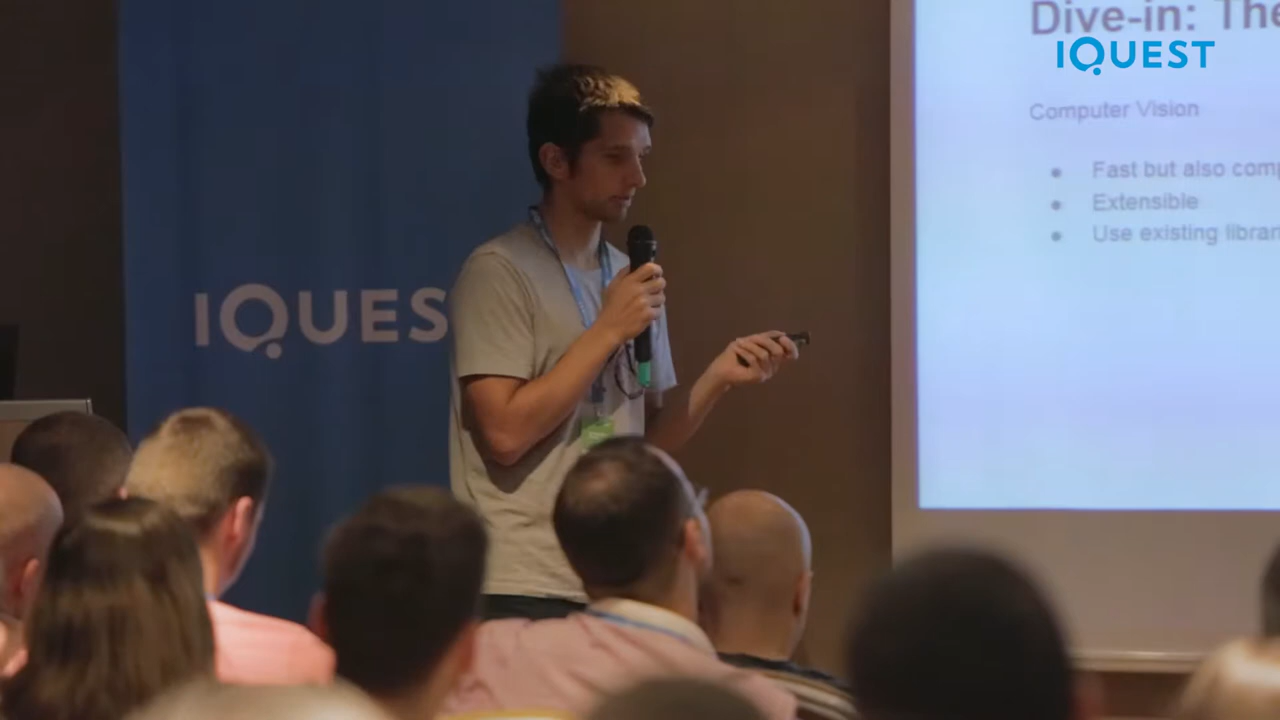 Dive-in: The
IQUEST
Computer Vision
Fast but also comp
Extensible
Use existing librar
IQUES